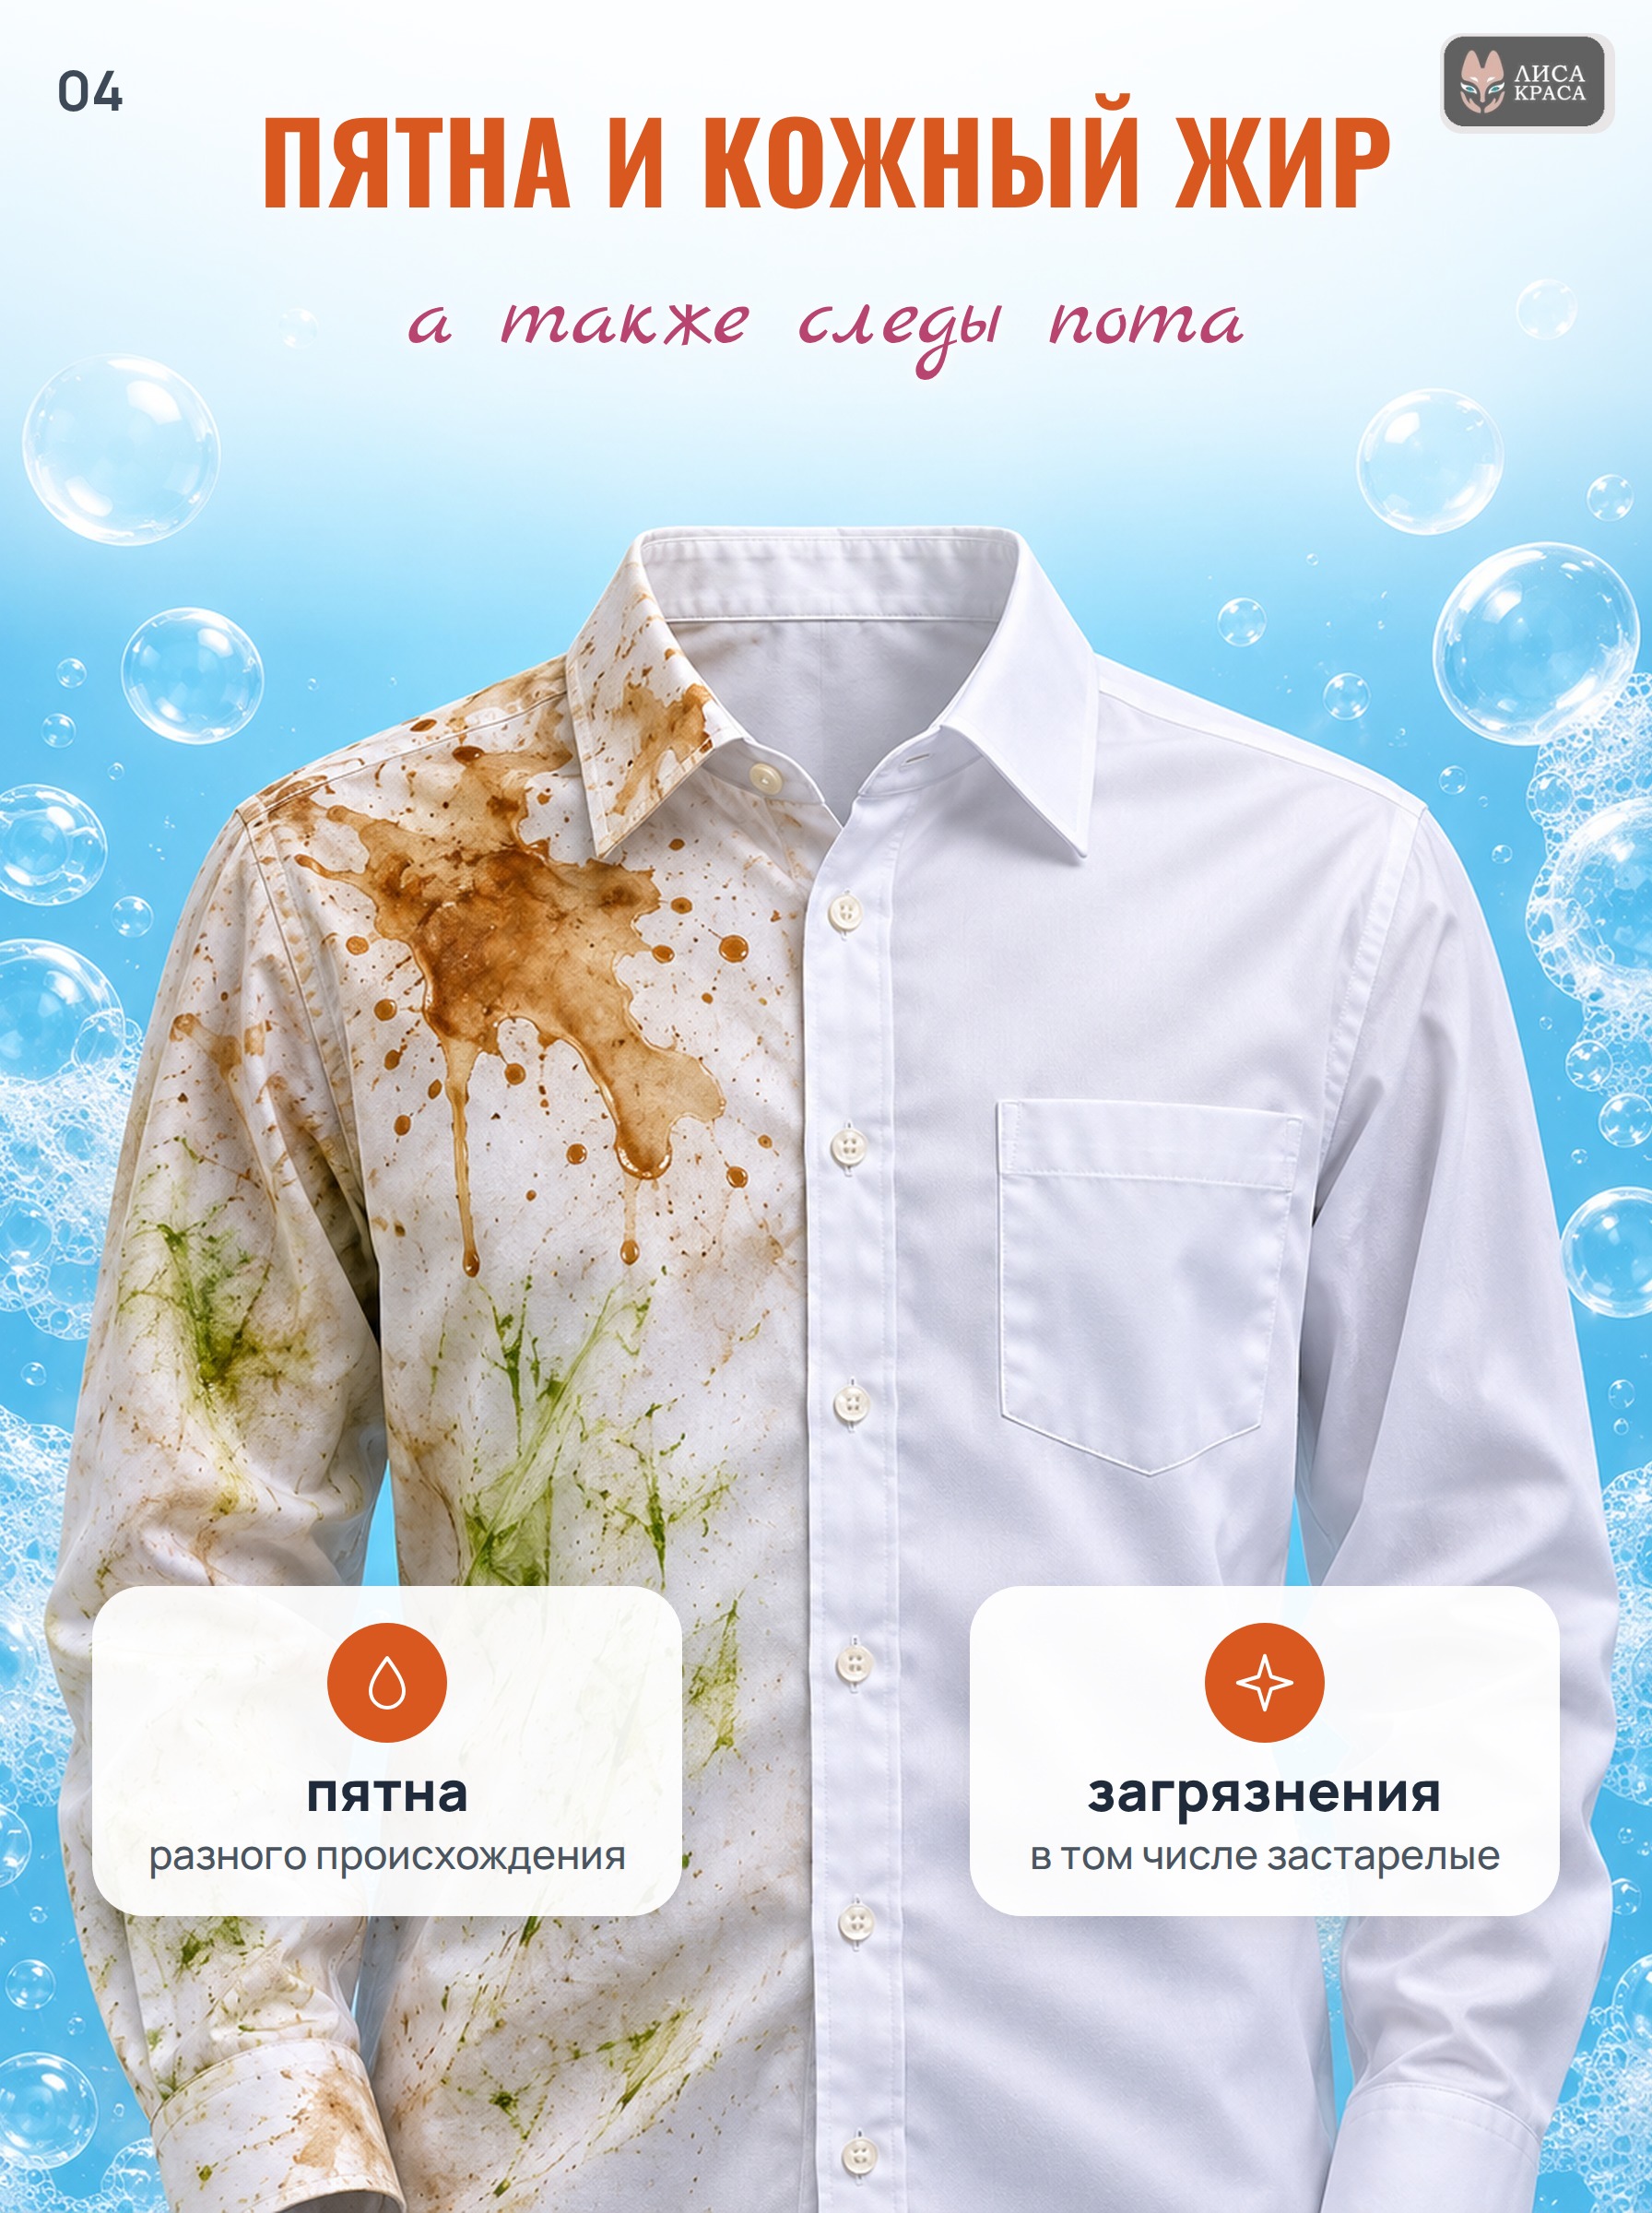 04
ЛИСА
КРАСА
ПЯТНА И КОЖНЫЙ ЖИР
а также следы пота
пятна
разного происхождения
загрязнения
в том числе застарелые